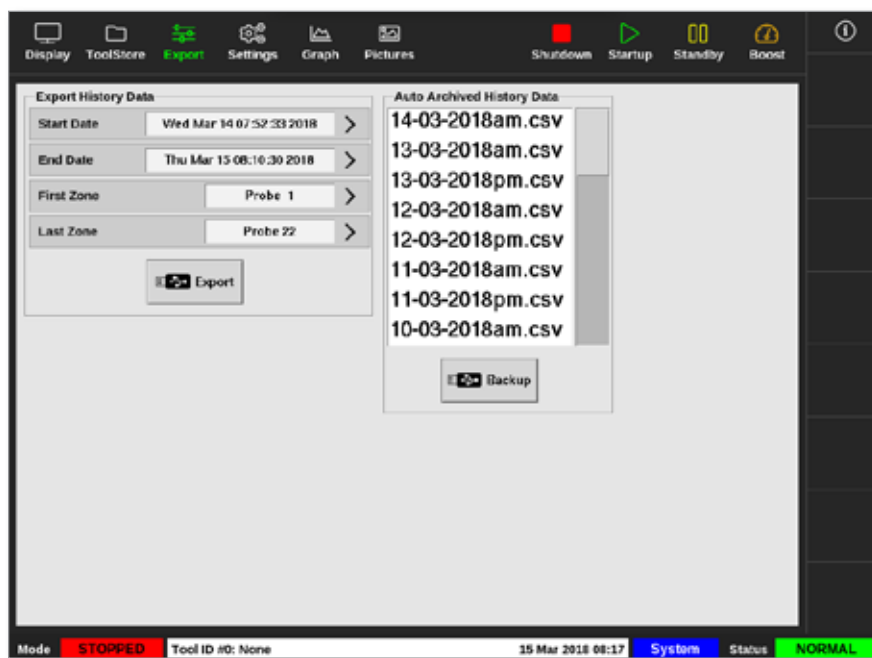 Display ToolStore Export Settings Graph Pictures Shutdown Startup Standby Boost
Export History Data
Start Date Wed Mar 14 07:52:33 2018
End Date Thu Mar 15 08:10:30 2018
First Zone Probe 1
Last Zone Probe 22
Export
Auto Archived History Data
14-03-2018am.csv
13-03-2018am.csv
13-03-2018pm.csv
12-03-2018am.csv
12-03-2018pm.csv
11-03-2018am.csv
11-03-2018pm.csv
10-03-2018am.csv
Backup
Mode STOPPED Tool ID #0: None 15 Mar 2018 08:17 System Status NORMAL